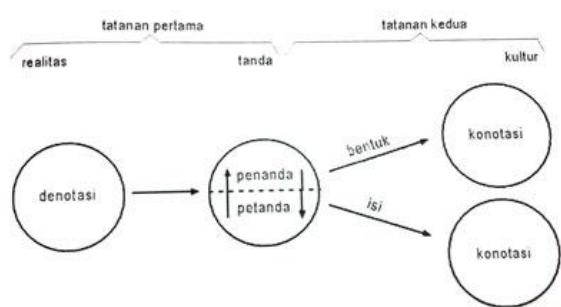 tatanan pertama
tatanan kedua
realitas
tanda
kultur
denotasi
penanda
petanda
bentuk
isi
konotasi
konotasi